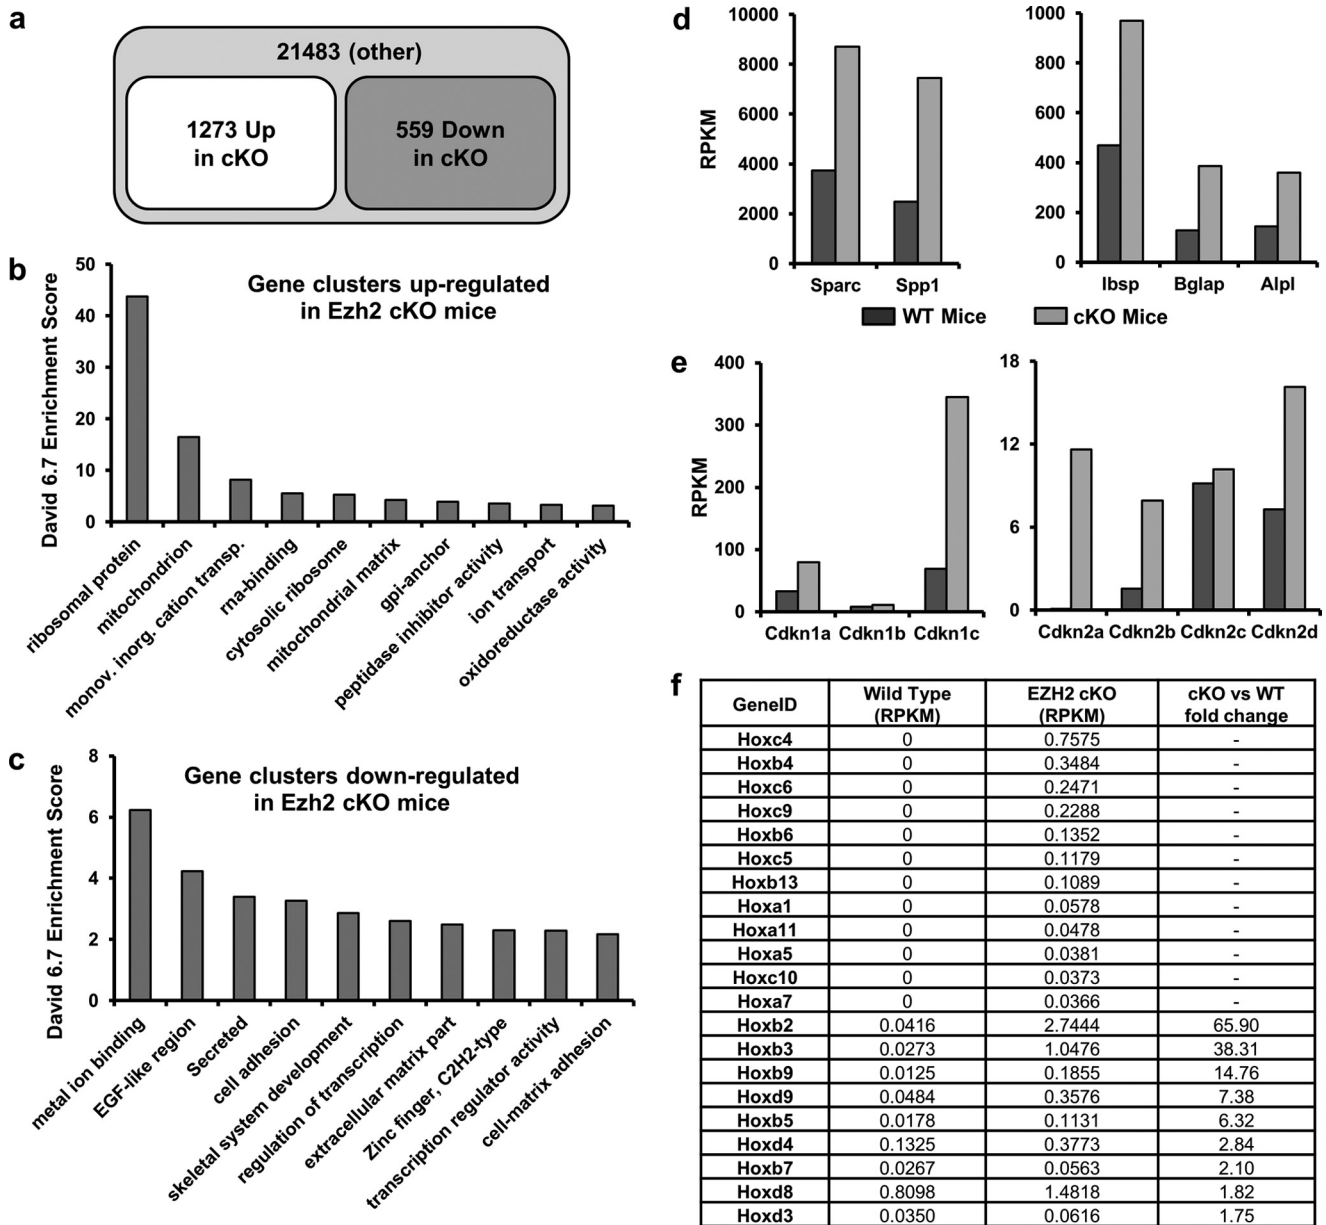 a
21483 (other)
1273 Up
in cKO
559 Down
in cKO
b
Gene clusters up-regulated
in Ezh2 cKO mice
David 6.7 Enrichment Score
50
40
30
20
10
0
ribosomal protein
mitochondrion
monov. inorg. cation transp.
rna-binding
cytosolic ribosome
mitochondrial matrix
gpi-anchor
peptidase inhibitor activity
ion transport
oxidoreductase activity
c
Gene clusters down-regulated
in Ezh2 cKO mice
David 6.7 Enrichment Score
8
6
4
2
0
metal ion binding
EGF-like region
Secreted
cell adhesion
skeletal system development
regulation of transcription
extracellular matrix part
Zinc finger, C2H2-type
transcription regulator activity
cell-matrix adhesion
d
RPKM
10000
8000
6000
4000
2000
0
Sparc Spp1
1000
800
600
400
200
0
Ibsp Bglap Alpl
WT Mice cKO Mice
e
RPKM
400
300
200
100
0
Cdkn1a Cdkn1b Cdkn1c
18
12
6
0
Cdkn2a Cdkn2b Cdkn2c Cdkn2d
f
GeneID Wild Type (RPKM) EZH2 cKO (RPKM) cKO vs WT fold change
Hoxc4 0 0.7575 -
Hoxb4 0 0.3484 -
Hoxc6 0 0.2471 -
Hoxc9 0 0.2288 -
Hoxb6 0 0.1352 -
Hoxc5 0 0.1179 -
Hoxb13 0 0.1089 -
Hoxa1 0 0.0578 -
Hoxa11 0 0.0478 -
Hoxa5 0 0.0381 -
Hoxc10 0 0.0373 -
Hoxa7 0 0.0366 -
Hoxb2 0.0416 2.7444 65.90
Hoxb3 0.0273 1.0476 38.31
Hoxb9 0.0125 0.1855 14.76
Hoxd9 0.0484 0.3576 7.38
Hoxb5 0.0178 0.1131 6.32
Hoxd4 0.1325 0.3773 2.84
Hoxb7 0.0267 0.0563 2.10
Hoxd8 0.8098 1.4818 1.82
Hoxd3 0.0350 0.0616 1.75